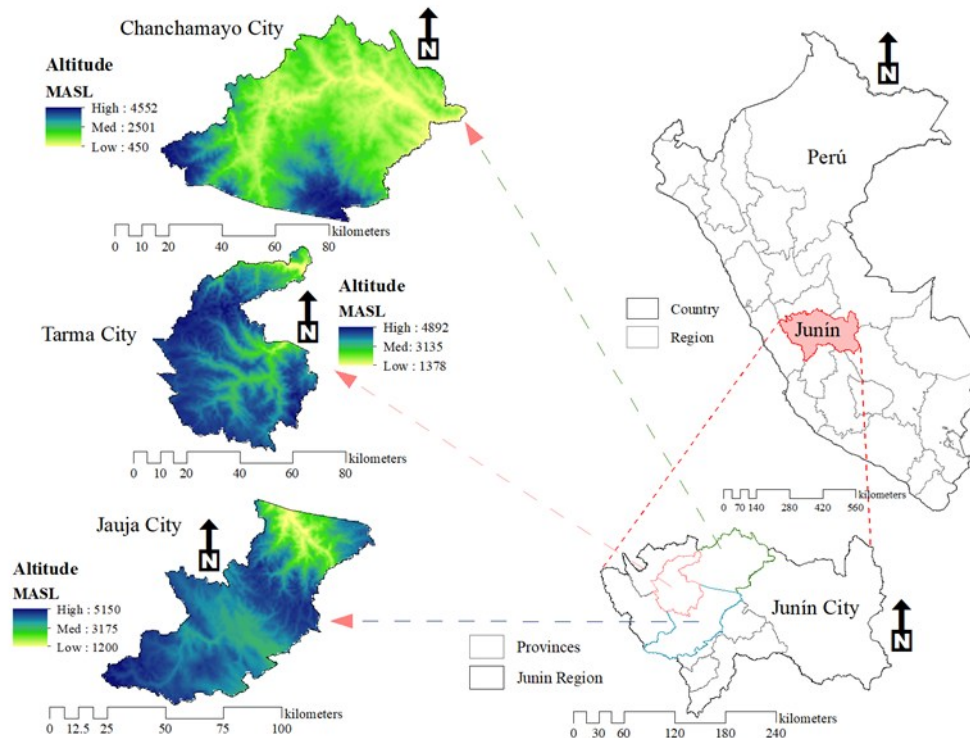 Chanchamayo City
N
Altitude
MASL
High : 4552
Med : 2501
Low : 450
0 10 20 40 60 80
kilometers
Tarma City
N
Altitude
MASL
High : 4892
Med: 3135
Low : 1378
0 10 20 40 60 80
kilometers
Jauja City
N
Altitude
MASL
High : 5150
Med : 3175
Low : 1200
0 12.5 25 50 75 100
kilometers
N
Perú
Country
Region
Junín
0 70 140 280 420 560
kilometers
Junín City
N
Provinces
Junin Region
0 30 60 120 180 240
kilometers